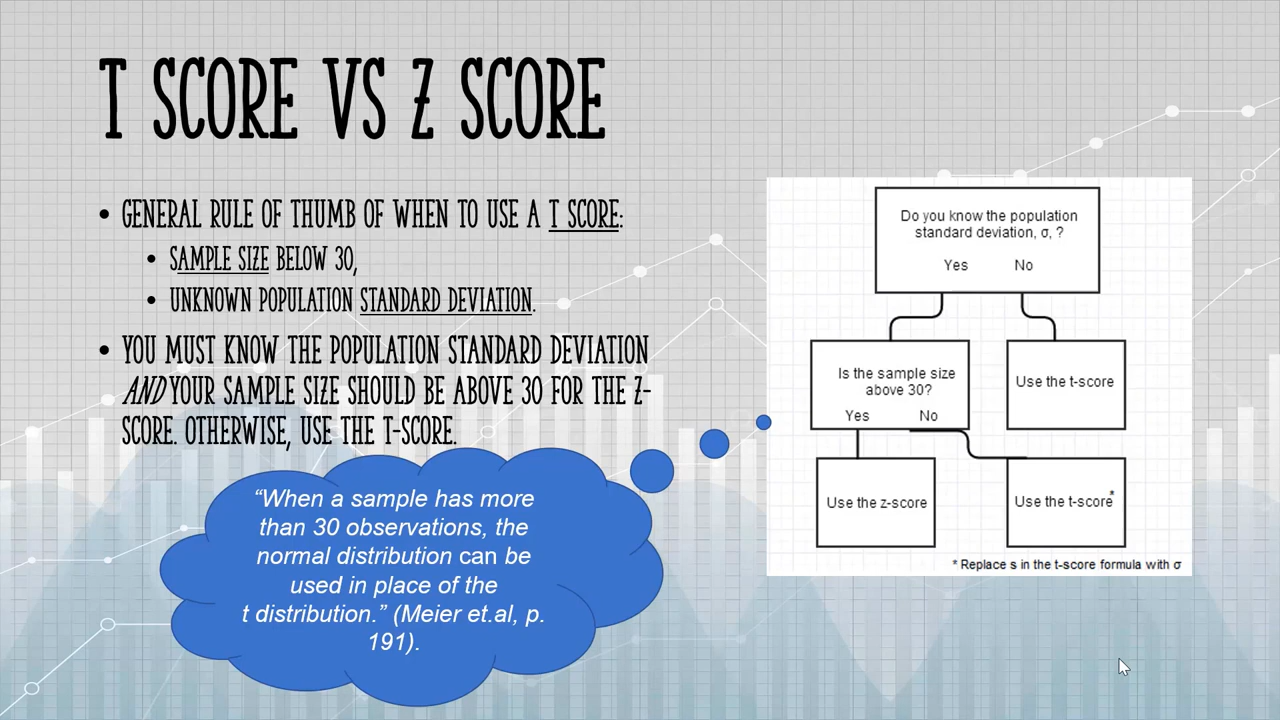 T SCORE VS Z SCORE
• GENERAL RULE OF THUMB OF WHEN TO USE A T SCORE:
• SAMPLE SIZE BELOW 30,
• UNKNOWN POPULATION STANDARD DEVIATION.
• YOU MUST KNOW THE POPULATION STANDARD DEVIATION
AND YOUR SAMPLE SIZE SHOULD BE ABOVE 30 FOR THE Z-
SCORE. OTHERWISE, USE THE T-SCORE.
“When a sample has more
than 30 observations, the
normal distribution can be
used in place of the
t distribution.” (Meier et.al, p.
191).
Do you know the population
standard deviation, σ, ?
Yes No
Is the sample size
above 30?
Yes No
Use the t-score
Use the z-score
Use the t-score*
* Replace s in the t-score formula with σ